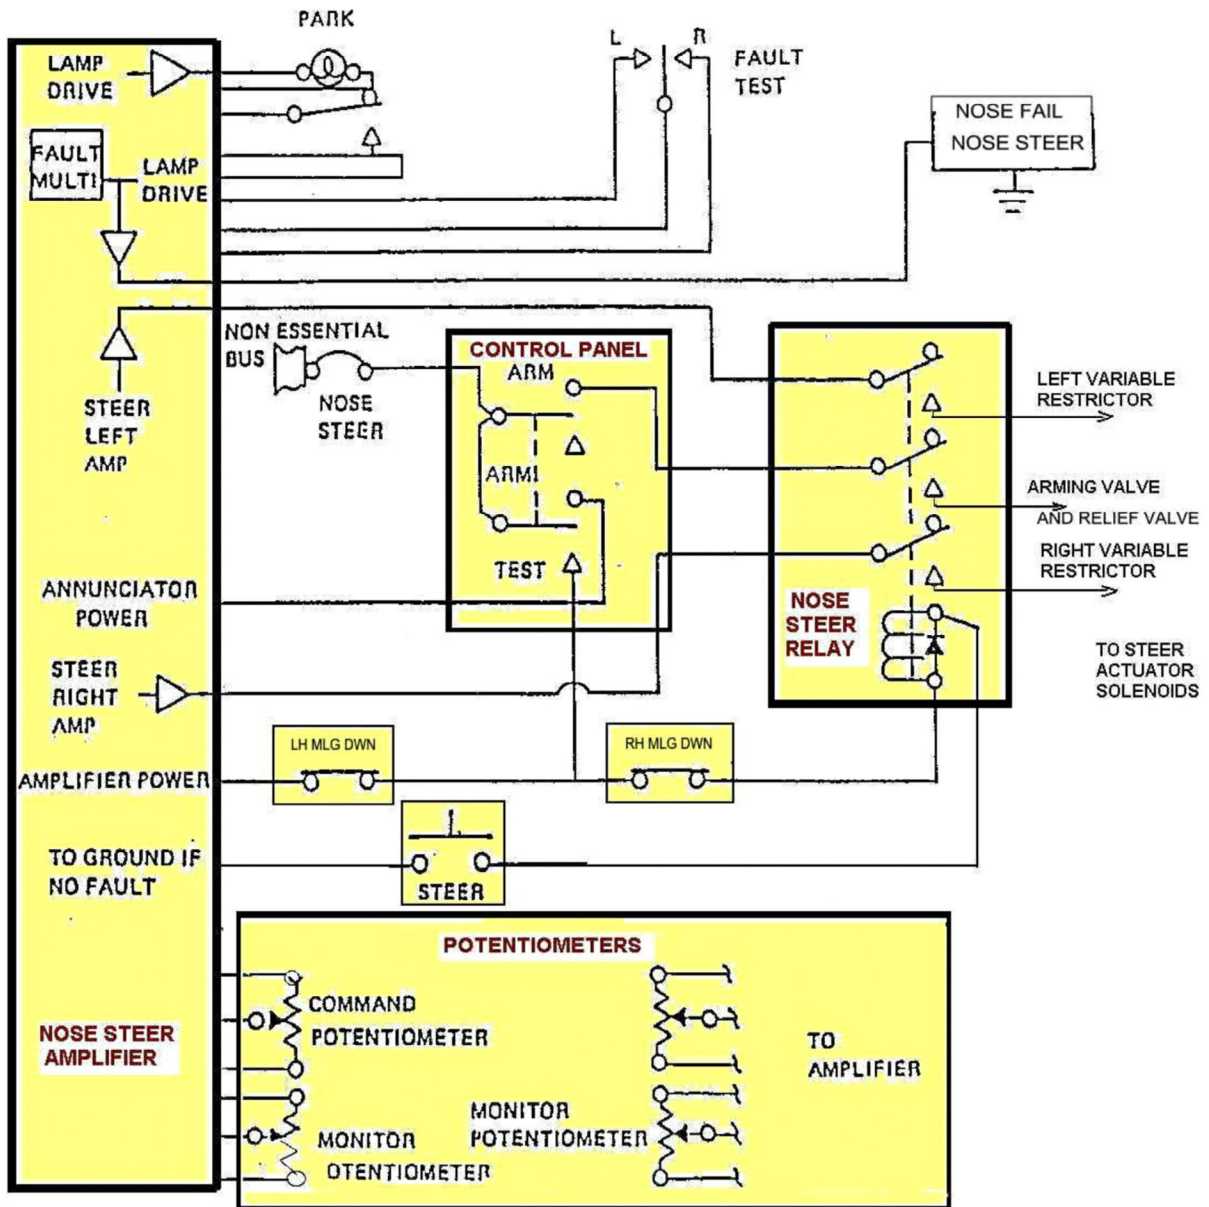 PARK
L R
FAULT
TEST
LAMP
DRIVE
NOSE FAIL
NOSE STEER
FAULT
MULTI
LAMP
DRIVE
NON ESSENTIAL
BUS
NOSE
STEER
CONTROL PANEL
ARM
ARM
TEST
STEER
LEFT
AMP
LEFT VARIABLE
RESTRICTOR
ARMING VALVE
AND RELIEF VALVE
RIGHT VARIABLE
RESTRICTOR
ANNUNCIATOR
POWER
NOSE
STEER
RELAY
TO STEER
ACTUATOR
SOLENOIDS
STEER
RIGHT
AMP
LH MLG DWN
RH MLG DWN
AMPLIFIER POWER
TO GROUND IF
NO FAULT
STEER
POTENTIOMETERS
COMMAND
POTENTIOMETER
NOSE STEER
AMPLIFIER
TO
AMPLIFIER
MONITOR
POTENTIOMETER
MONITOR
OTENTIOMETER